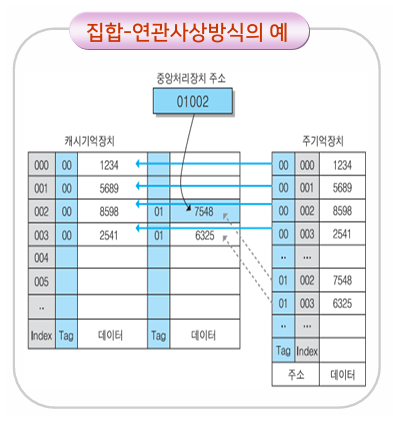 집합-연관사상방식의 예
중앙처리장치 주소
01002
캐시기억장치
000 00 1234
001 00 5689
002 00 8598 01 7548
003 00 2541 01 6325
004
005
..
Index Tag 데이터 Tag 데이터
주기억장치
00 000 1234
00 001 5689
00 002 8598
00 003 2541
.. ...
01 002 7548
01 003 6325
.. ...
Tag Index
주소 데이터